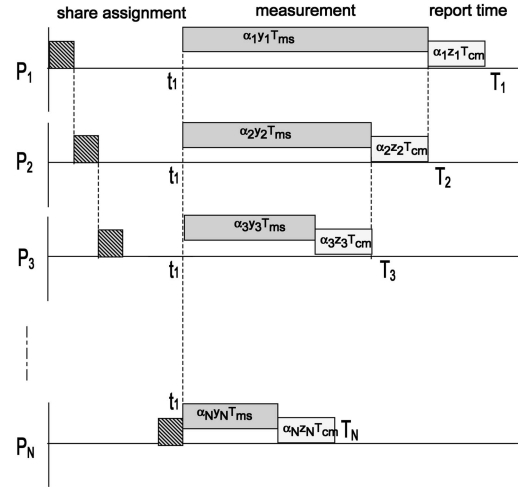 share assignment measurement report time
α1y1Tms
α1z1Tcm
P1 t1 T1
α2y2Tms
α2z2Tcm
P2 t1 T2
α3y3Tms
α3z3Tcm
P3 t1 T3
t1
αNyNTms
αNzNTcm TN
PN